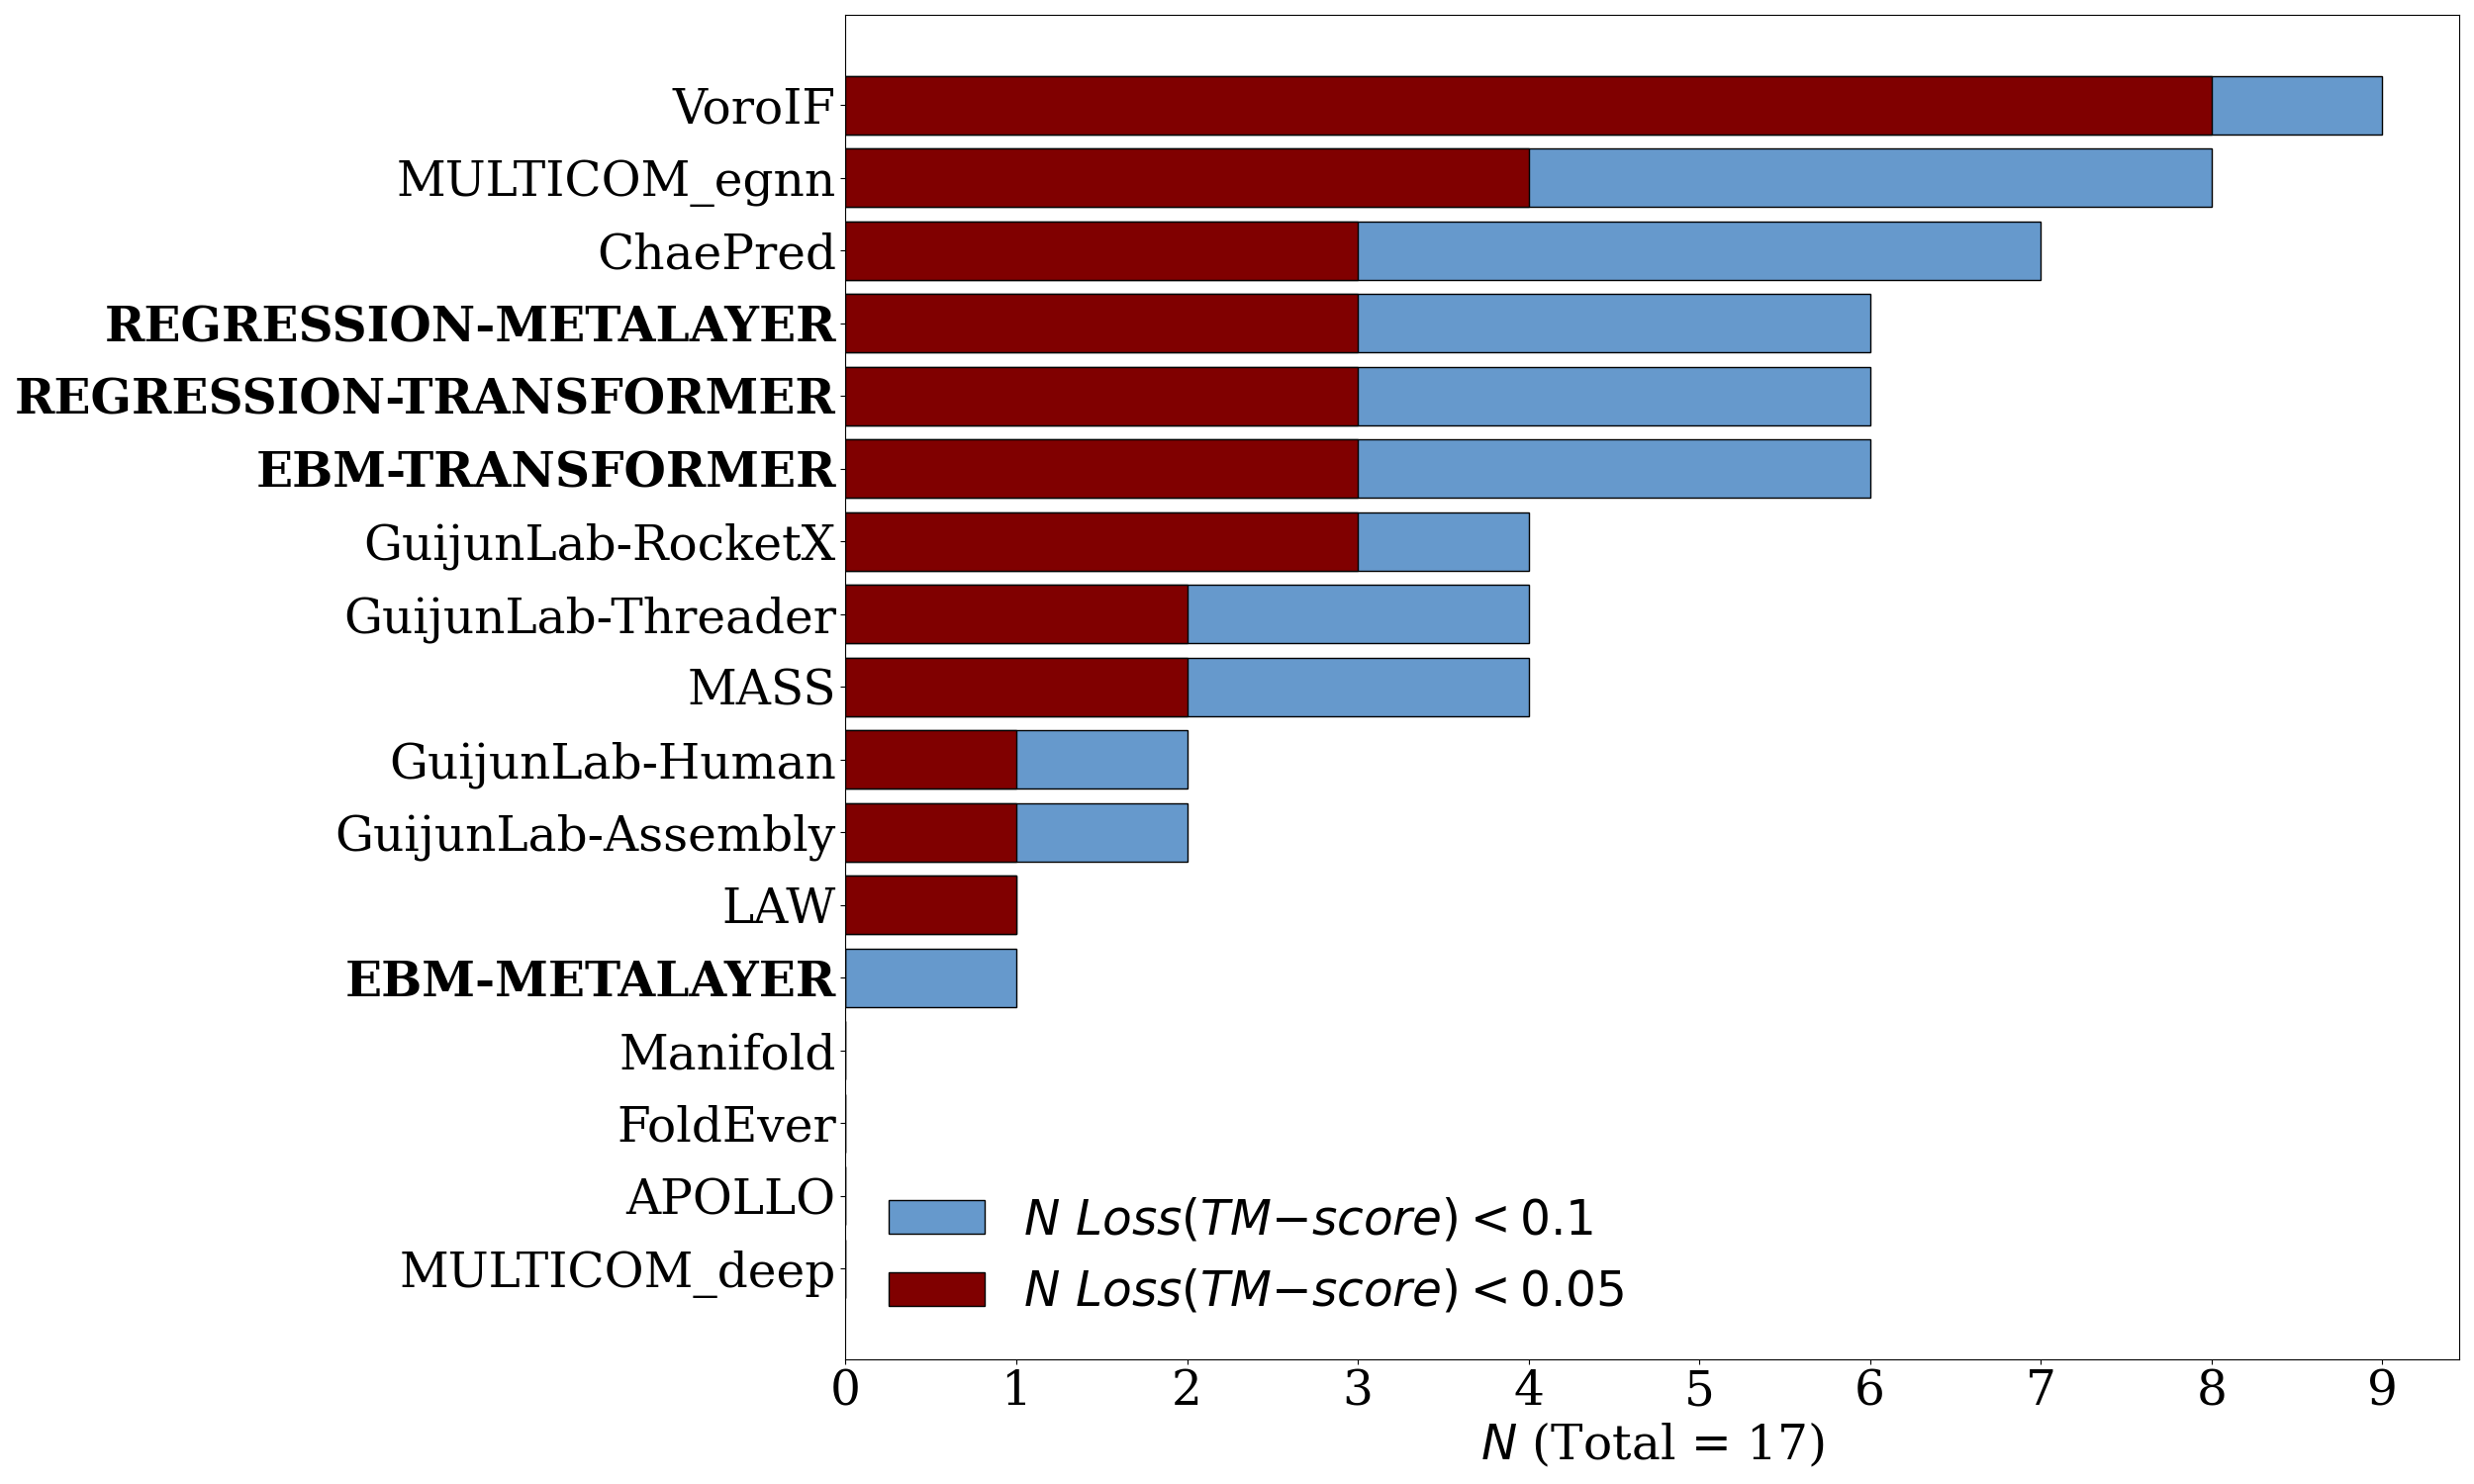 VoroIF
MULTICOM_egnn
ChaePred
REGRESSION-METALAYER
REGRESSION-TRANSFORMER
EBM-TRANSFORMER
GuijunLab-RocketX
GuijunLab-Threader
MASS
GuijunLab-Human
GuijunLab-Assembly
LAW
EBM-METALAYER
Manifold
FoldEver
APOLLO
MULTICOM_deep
N Loss(TM−score) < 0.1
N Loss(TM−score) < 0.05
0 1 2 3 4 5 6 7 8 9
N (Total = 17)